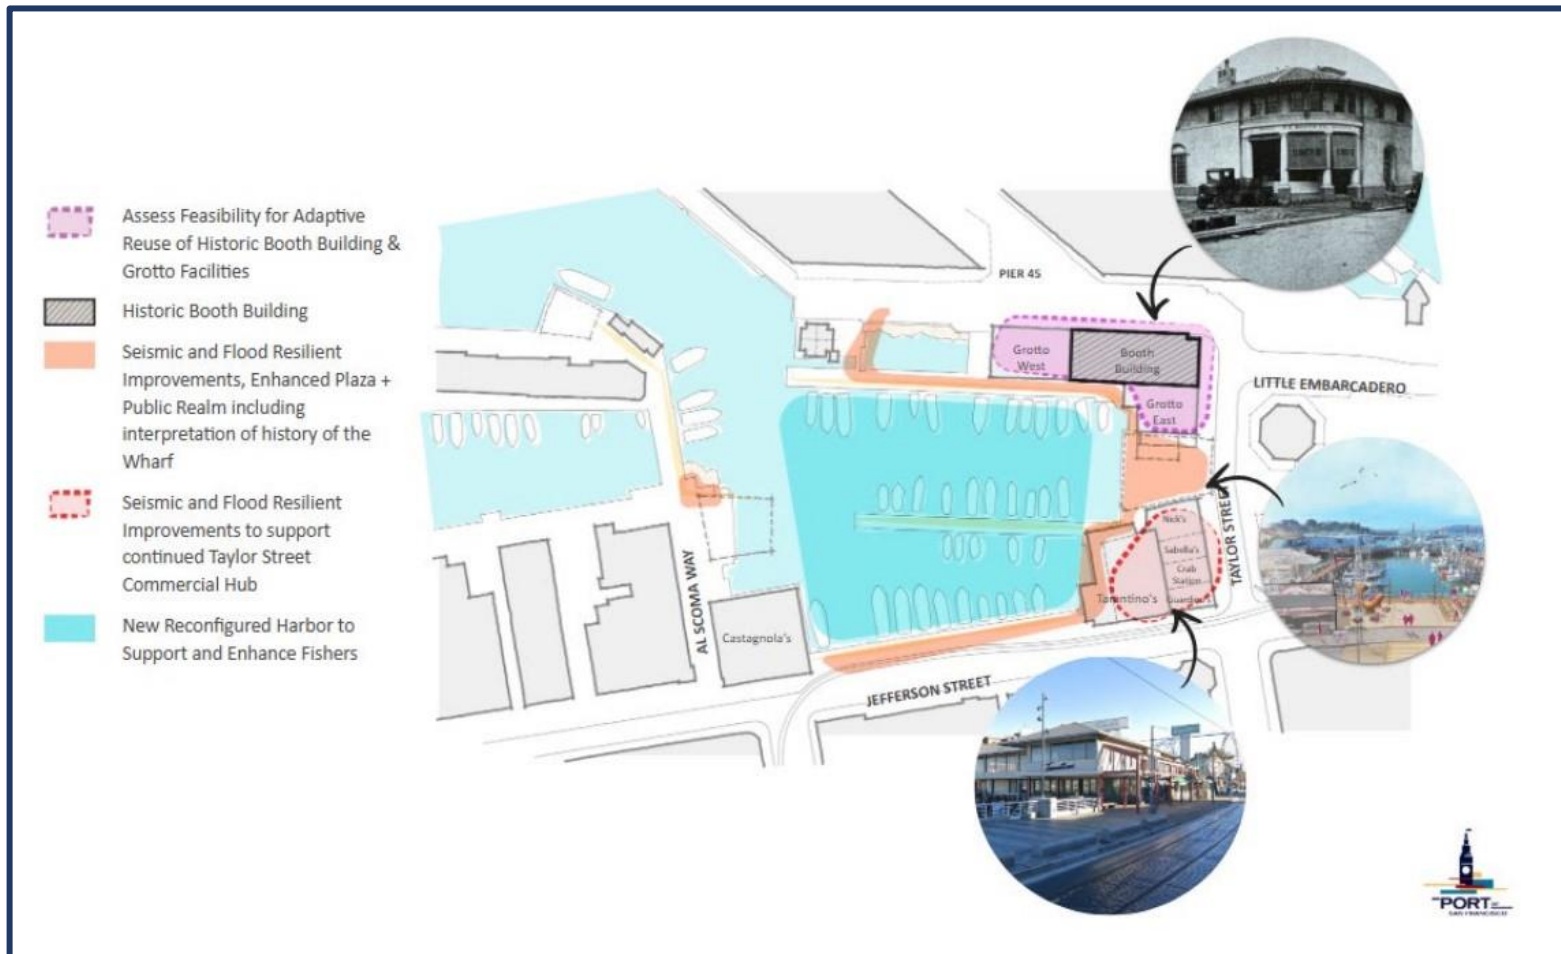 Assess Feasibility for Adaptive
Reuse of Historic Booth Building &
Grotto Facilities
Historic Booth Building
Seismic and Flood Resilient
Improvements, Enhanced Plaza +
Public Realm including
interpretation of history of the
Wharf
Seismic and Flood Resilient
Improvements to support
continued Taylor Street
Commercial Hub
New Reconfigured Harbor to
Support and Enhance Fishers
PIER 45
Grotto
West
Booth
Building
LITTLE EMBARCADERO
Grotto
East
TAYLOR STREET
Nick's
Sabella's
Crab
Station
Tarantino's
AL SCOMA WAY
Castagnola's
JEFFERSON STREET
PORT
SAN FRANCISCO